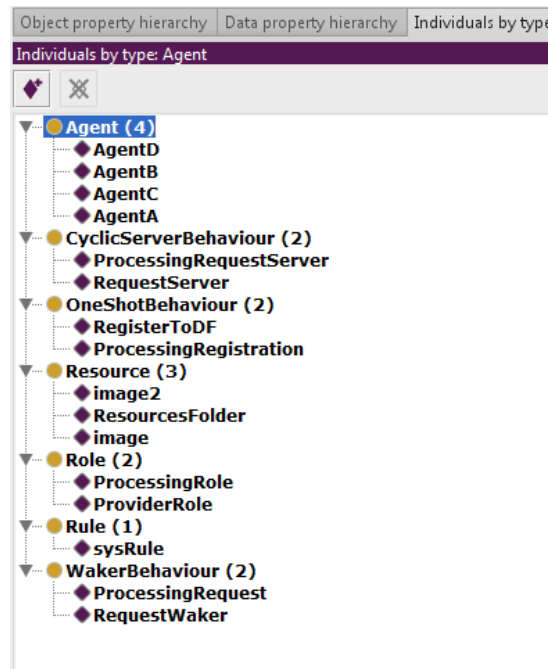 Object property hierarchy Data property hierarchy Individuals by type
Individuals by type: Agent
Agent (4)
AgentD
AgentB
AgentC
AgentA
CyclicServerBehaviour (2)
ProcessingRequestServer
RequestServer
OneShotBehaviour (2)
RegisterToDF
ProcessingRegistration
Resource (3)
image2
ResourcesFolder
image
Role (2)
ProcessingRole
ProviderRole
Rule (1)
sysRule
WakerBehaviour (2)
ProcessingRequest
RequestWaker